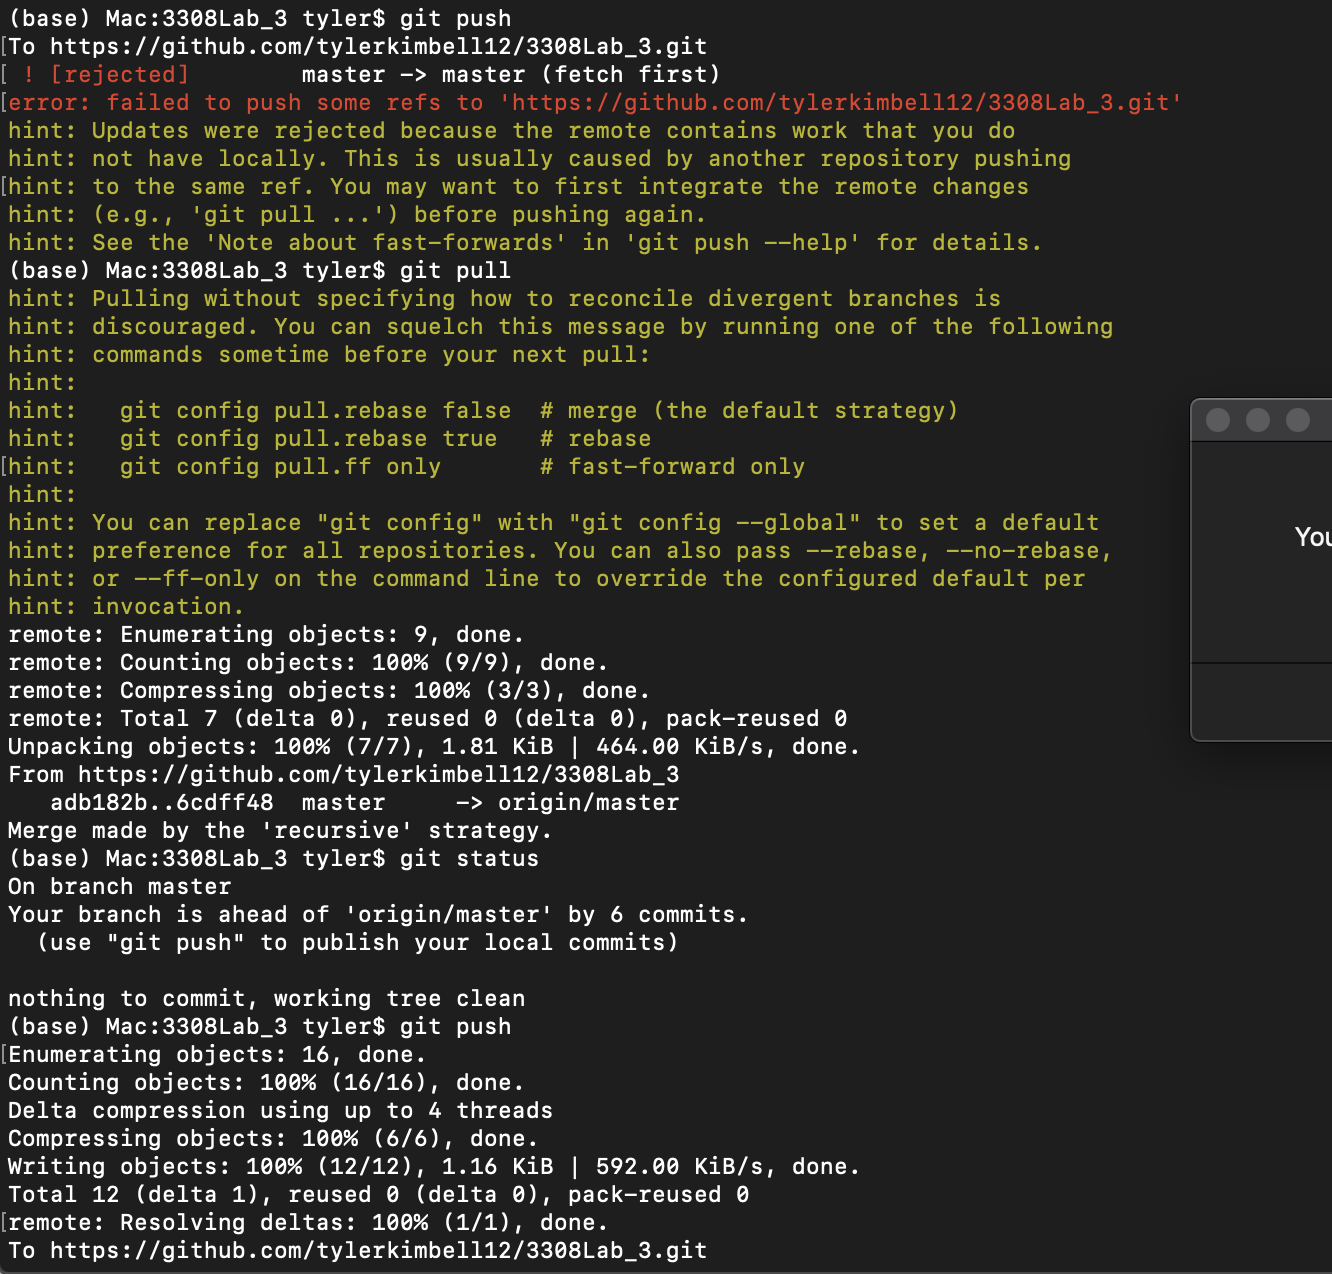 (base) Mac:3308Lab_3 tyler$ git push
[To https://github.com/tylerkimbell12/3308Lab_3.git
[ ! [rejected]        master -> master (fetch first)
[error: failed to push some refs to 'https://github.com/tylerkimbell12/3308Lab_3.git'
hint: Updates were rejected because the remote contains work that you do
hint: not have locally. This is usually caused by another repository pushing
[hint: to the same ref. You may want to first integrate the remote changes
hint: (e.g., 'git pull ...') before pushing again.
hint: See the 'Note about fast-forwards' in 'git push --help' for details.
(base) Mac:3308Lab_3 tyler$ git pull
hint: Pulling without specifying how to reconcile divergent branches is
hint: discouraged. You can squelch this message by running one of the following
hint: commands sometime before your next pull:
hint:
hint:   git config pull.rebase false  # merge (the default strategy)
hint:   git config pull.rebase true   # rebase
[hint:   git config pull.ff only       # fast-forward only
hint:
hint: You can replace "git config" with "git config --global" to set a default
hint: preference for all repositories. You can also pass --rebase, --no-rebase,
hint: or --ff-only on the command line to override the configured default per
hint: invocation.
remote: Enumerating objects: 9, done.
remote: Counting objects: 100% (9/9), done.
remote: Compressing objects: 100% (3/3), done.
remote: Total 7 (delta 0), reused 0 (delta 0), pack-reused 0
Unpacking objects: 100% (7/7), 1.81 KiB | 464.00 KiB/s, done.
From https://github.com/tylerkimbell12/3308Lab_3
   adb182b..6cdff48  master     -> origin/master
Merge made by the 'recursive' strategy.
(base) Mac:3308Lab_3 tyler$ git status
On branch master
Your branch is ahead of 'origin/master' by 6 commits.
  (use "git push" to publish your local commits)

nothing to commit, working tree clean
(base) Mac:3308Lab_3 tyler$ git push
[Enumerating objects: 16, done.
Counting objects: 100% (16/16), done.
Delta compression using up to 4 threads
Compressing objects: 100% (6/6), done.
Writing objects: 100% (12/12), 1.16 KiB | 592.00 KiB/s, done.
Total 12 (delta 1), reused 0 (delta 0), pack-reused 0
[remote: Resolving deltas: 100% (1/1), done.
To https://github.com/tylerkimbell12/3308Lab_3.git